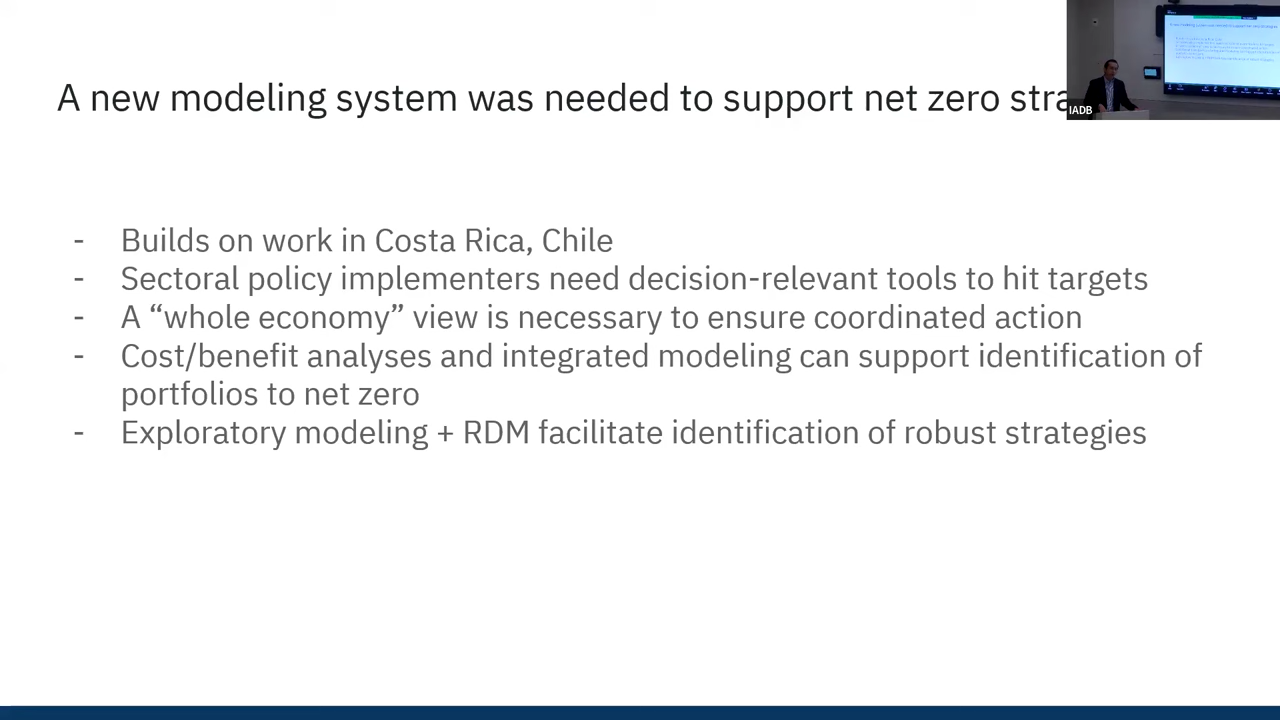 A new modeling system was needed to support net zero stra
IADB
- Builds on work in Costa Rica, Chile
- Sectoral policy implementers need decision-relevant tools to hit targets
- A “whole economy” view is necessary to ensure coordinated action
- Cost/benefit analyses and integrated modeling can support identification of
portfolios to net zero
- Exploratory modeling + RDM facilitate identification of robust strategies